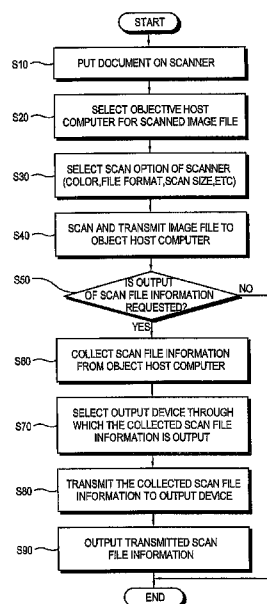 START
S10 PUT DOCUMENT ON SCANNER
S20 SELECT OBJECTIVE HOST
COMPUTER FOR SCANNED IMAGE FILE
S30 SELECT SCAN OPTION OF SCANNER
(COLOR,FILE FORMAT,SCAN SIZE,ETC)
S40 SCAN AND TRANSMIT IMAGE FILE TO
OBJECT HOST COMPUTER
S50 IS OUTPUT
OF SCAN FILE INFORMATION
REQUESTED?
NO
YES
S60 COLLECT SCAN FILE INFORMATION
FROM OBJECT HOST COMPUTER
S70 SELECT OUTPUT DEVICE THROUGH
WHICH THE COLLECTED SCAN FILE
INFORMATION IS OUTPUT
S80 TRANSMIT THE COLLECTED SCAN FILE
INFORMATION TO OUTPUT DEVICE
S90 OUTPUT TRANSMITTED SCAN
FILE INFORMATION
END